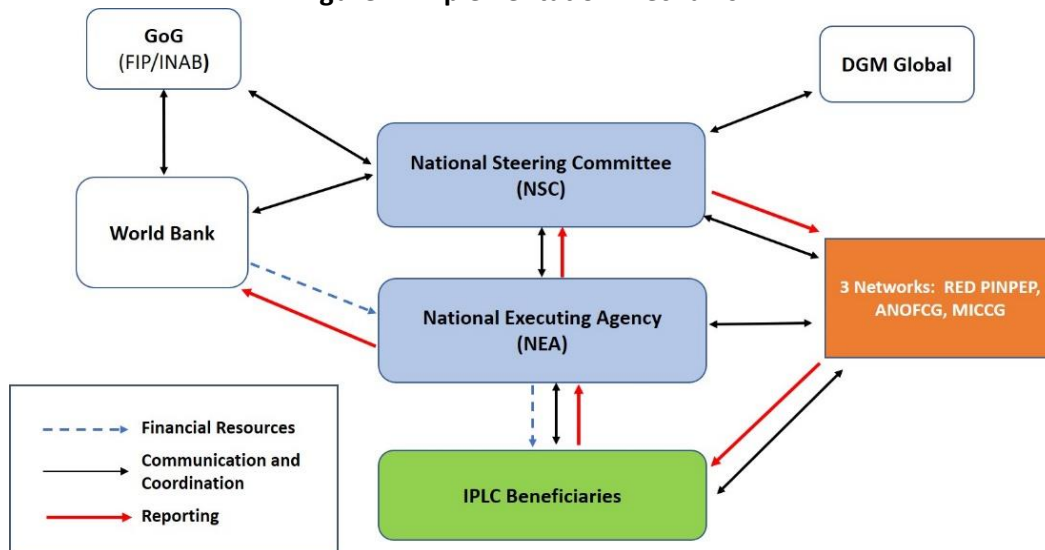 GoG
(FIP/INAB)
DGM Global
National Steering Committee
(NSC)
World Bank
3 Networks: RED PINPEP,
ANOFCG, MICCG
National Executing Agency
(NEA)
Financial Resources
Communication and
Coordination
Reporting
IPLC Beneficiaries